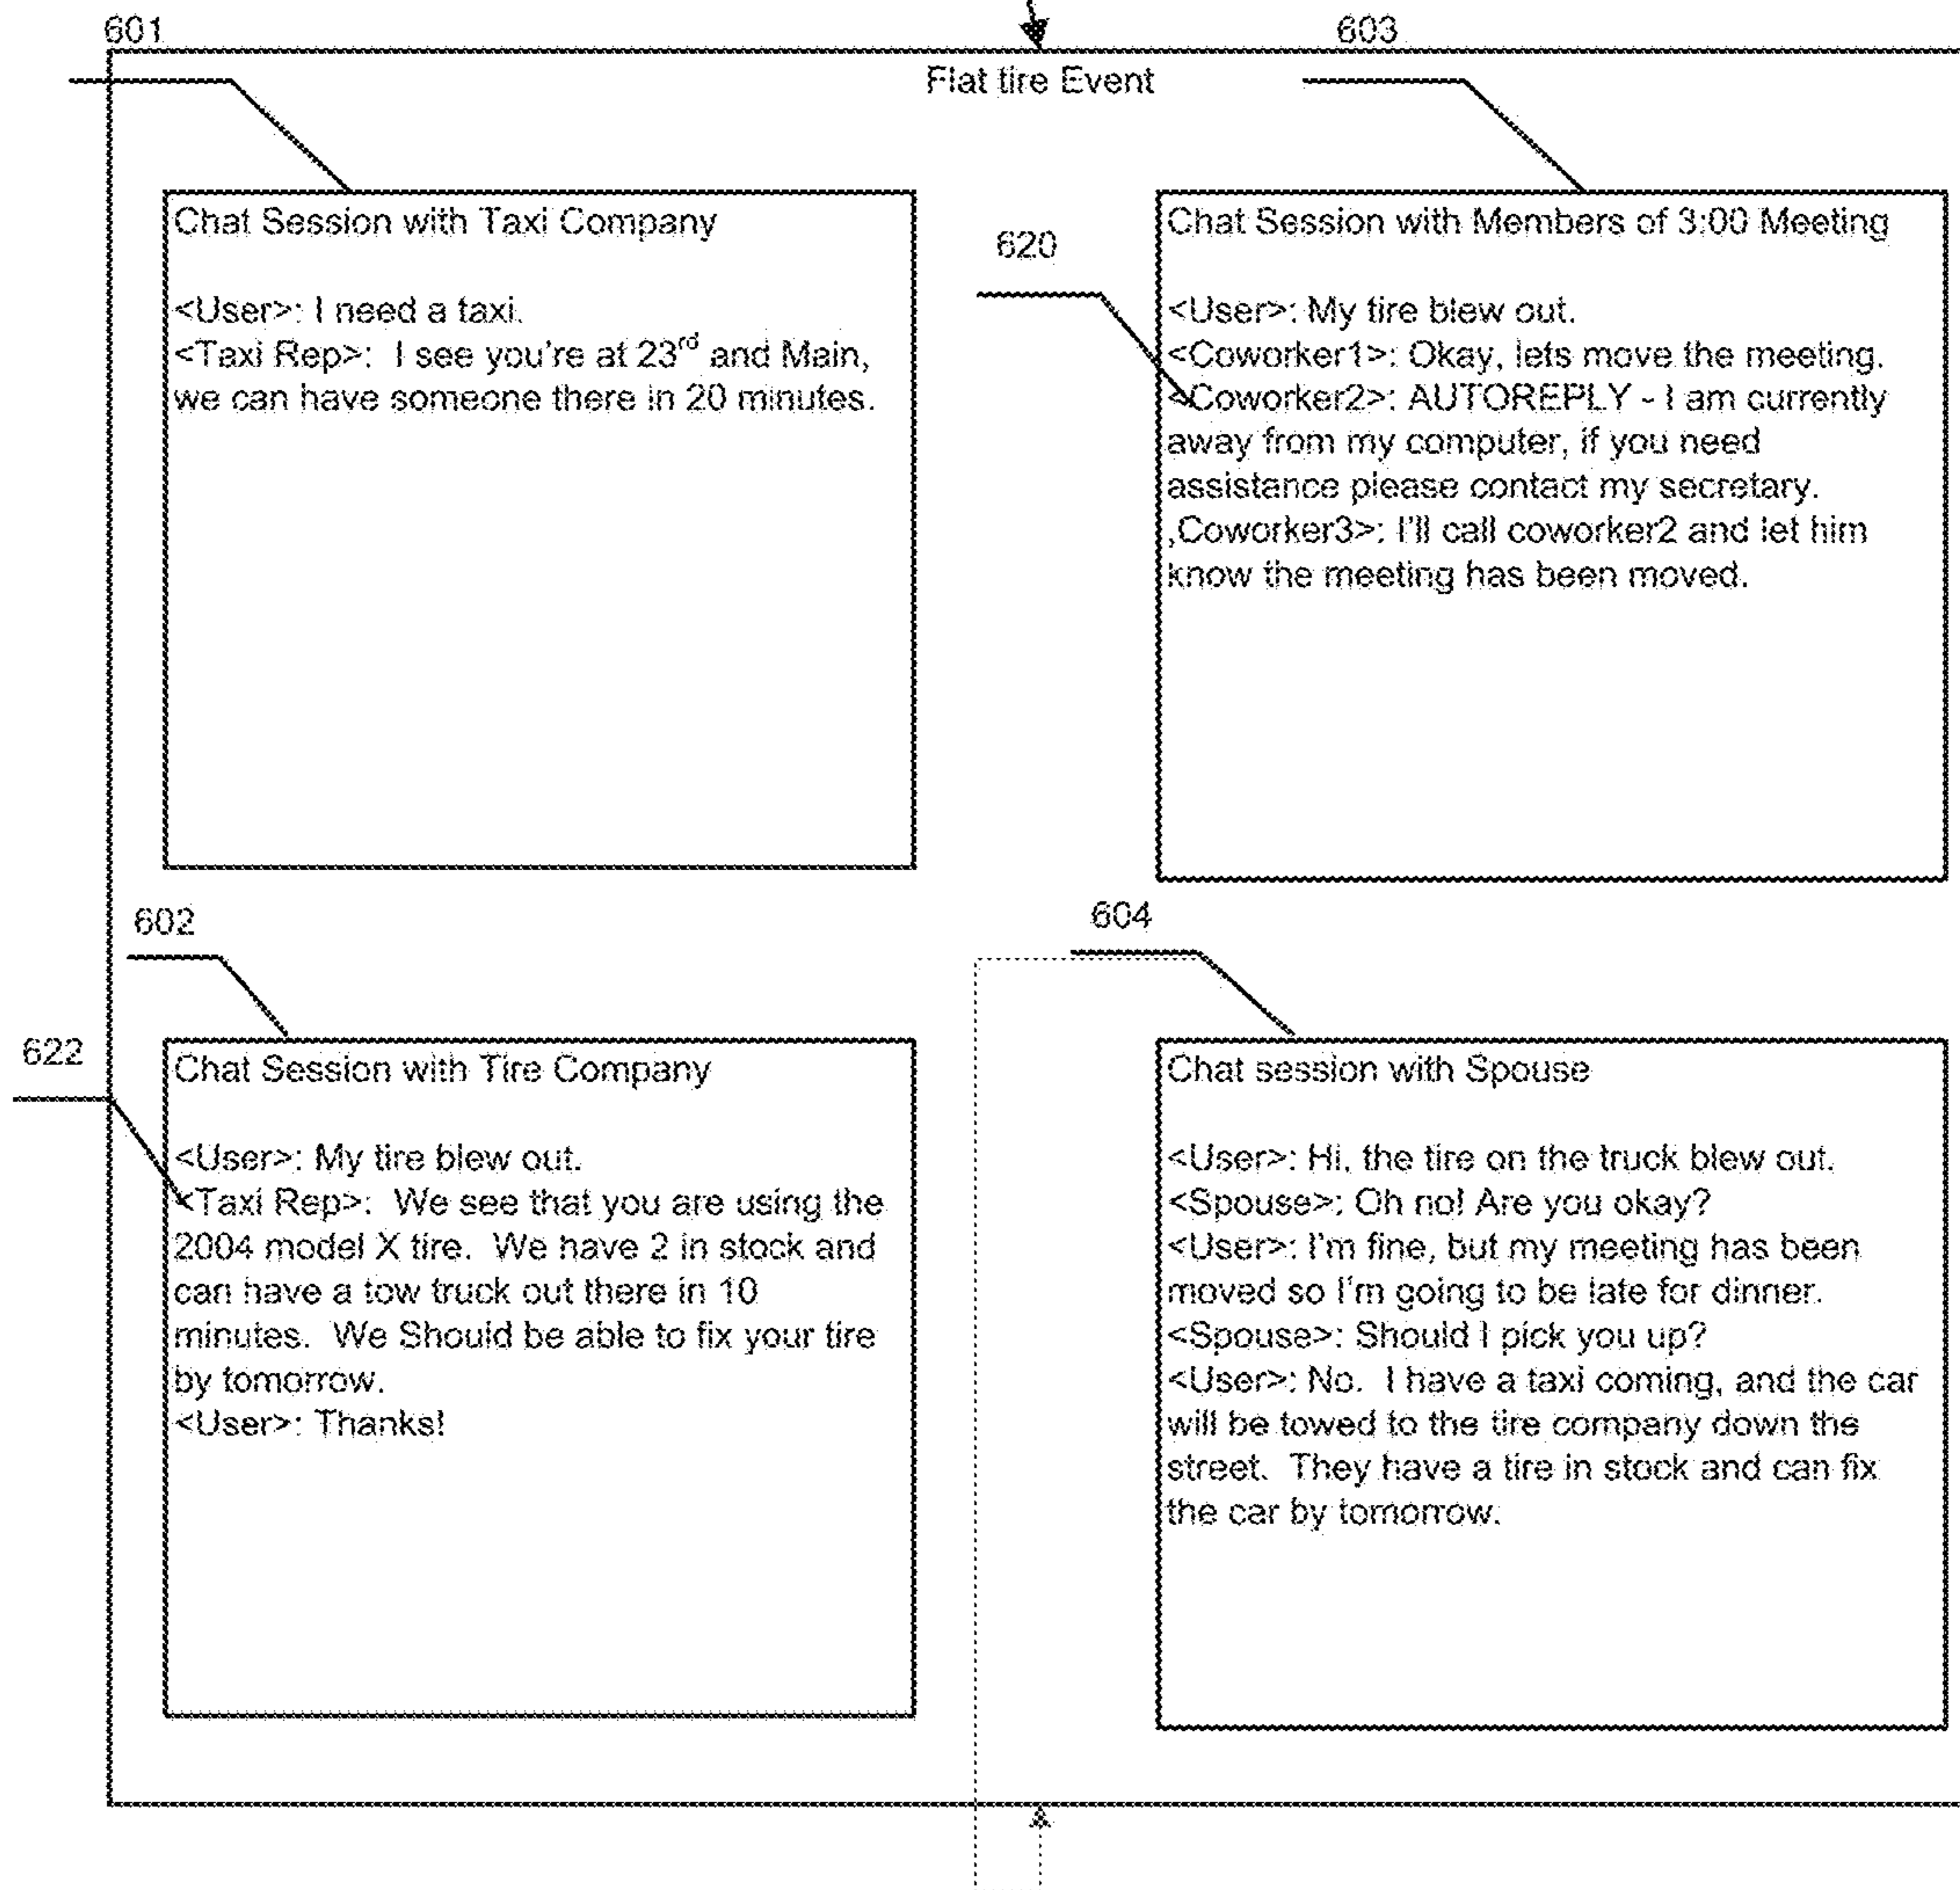 601
603
Flat tire Event
Chat Session with Taxi Company
<User>: I need a taxi.
<Taxi Rep>: I see you're at 23rd and Main,
we can have someone there in 20 minutes.
620
Chat Session with Members of 3:00 Meeting
<User>: My tire blew out.
<Coworker1>: Okay, lets move the meeting.
<Coworker2>: AUTOREPLY - I am currently
away from my computer, if you need
assistance please contact my secretary.
,Coworker3>: I'll call coworker2 and let him
know the meeting has been moved.
602
622
Chat Session with Tire Company
<User>: My tire blew out.
<Taxi Rep>: We see that you are using the
2004 model X tire. We have 2 in stock and
can have a tow truck out there in 10
minutes. We Should be able to fix your tire
by tomorrow.
<User>: Thanks!
604
Chat session with Spouse
<User>: Hi, the tire on the truck blew out.
<Spouse>: Oh no! Are you okay?
<User>: I'm fine, but my meeting has been
moved so I'm going to be late for dinner.
<Spouse>: Should I pick you up?
<User>: No. I have a taxi coming, and the car
will be towed to the tire company down the
street. They have a tire in stock and can fix
the car by tomorrow.